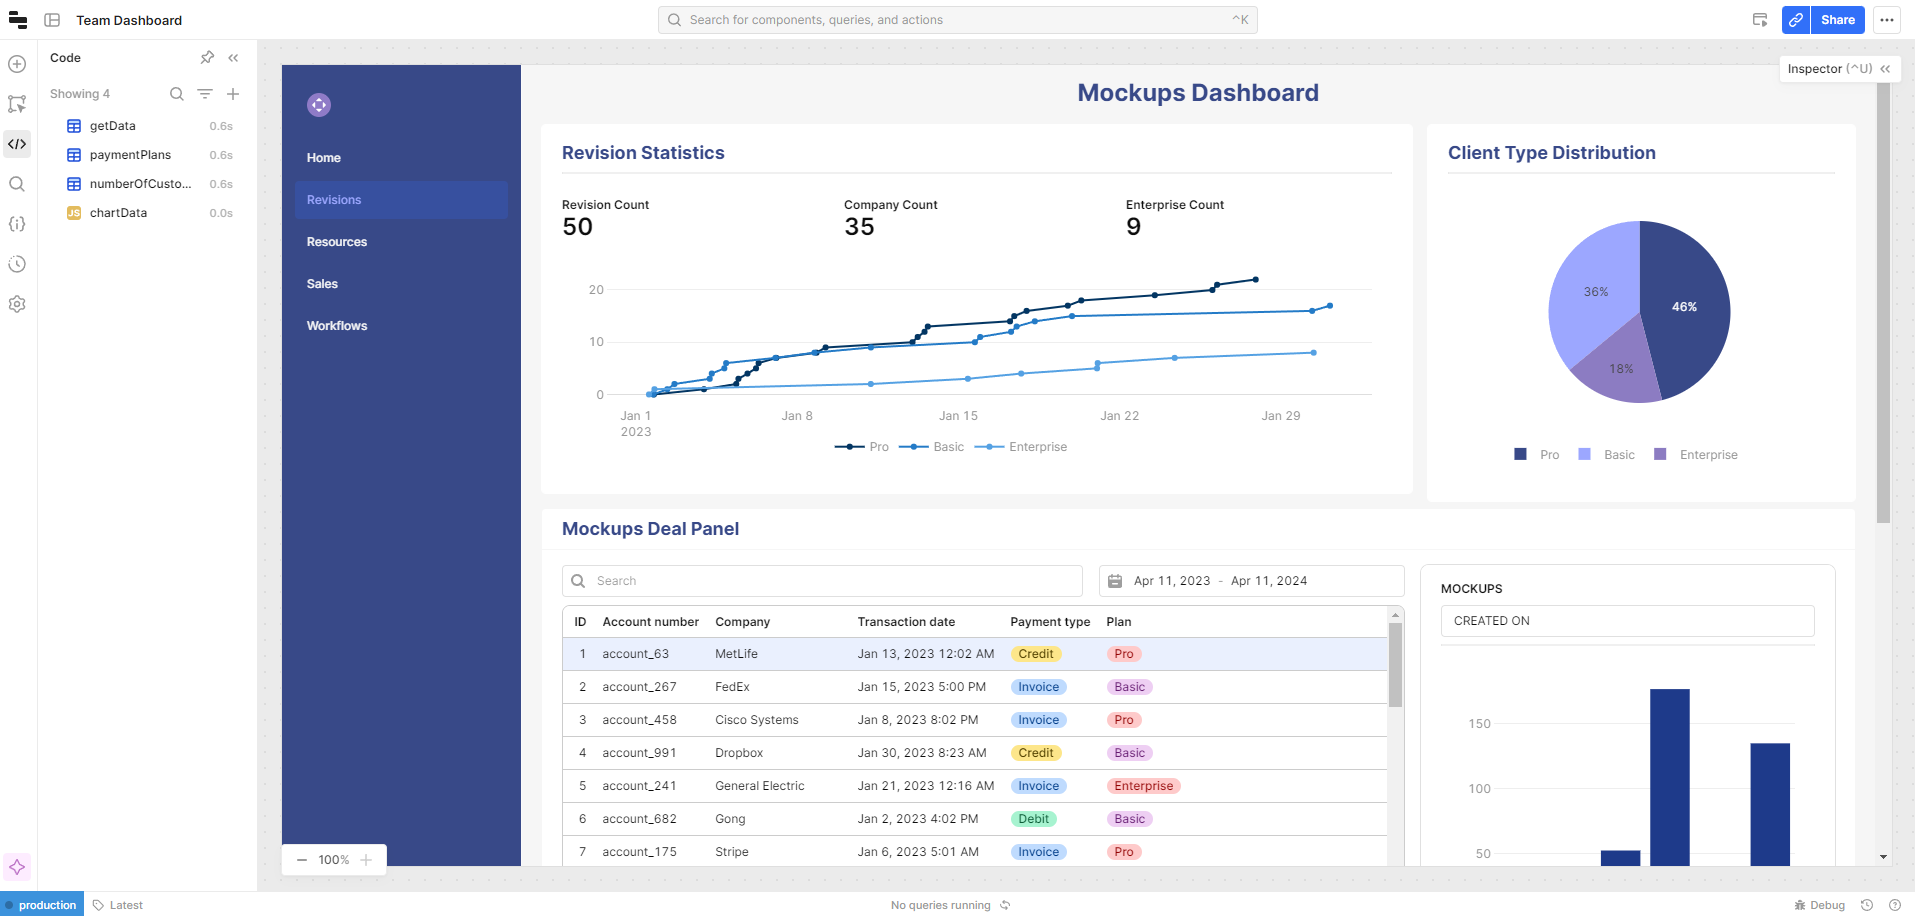 Team Dashboard
Search for components, queries, and actions
^K
Share
Code
Showing 4
getData 0.6s
paymentPlans 0.6s
numberOfCusto... 0.6s
JS chartData 0.0s
Inspector (^U)
Home
Revisions
Resources
Sales
Workflows
Mockups Dashboard
Revision Statistics
Revision Count
50
Company Count
35
Enterprise Count
9
20
10
0
Jan 1
2023
Jan 8
Jan 15
Jan 22
Jan 29
Pro Basic Enterprise
Client Type Distribution
36%
46%
18%
Pro Basic Enterprise
Mockups Deal Panel
Search
Apr 11, 2023 - Apr 11, 2024
ID Account number Company Transaction date Payment type Plan
1 account_63 MetLife Jan 13, 2023 12:02 AM Credit Pro
2 account_267 FedEx Jan 15, 2023 5:00 PM Invoice Basic
3 account_458 Cisco Systems Jan 8, 2023 8:02 PM Invoice Pro
4 account_991 Dropbox Jan 30, 2023 8:23 AM Credit Basic
5 account_241 General Electric Jan 21, 2023 12:16 AM Invoice Enterprise
6 account_682 Gong Jan 2, 2023 4:02 PM Debit Basic
7 account_175 Stripe Jan 6, 2023 5:01 AM Invoice Pro
MOCKUPS
CREATED ON
150
100
50
100%
production
Latest
No queries running
Debug